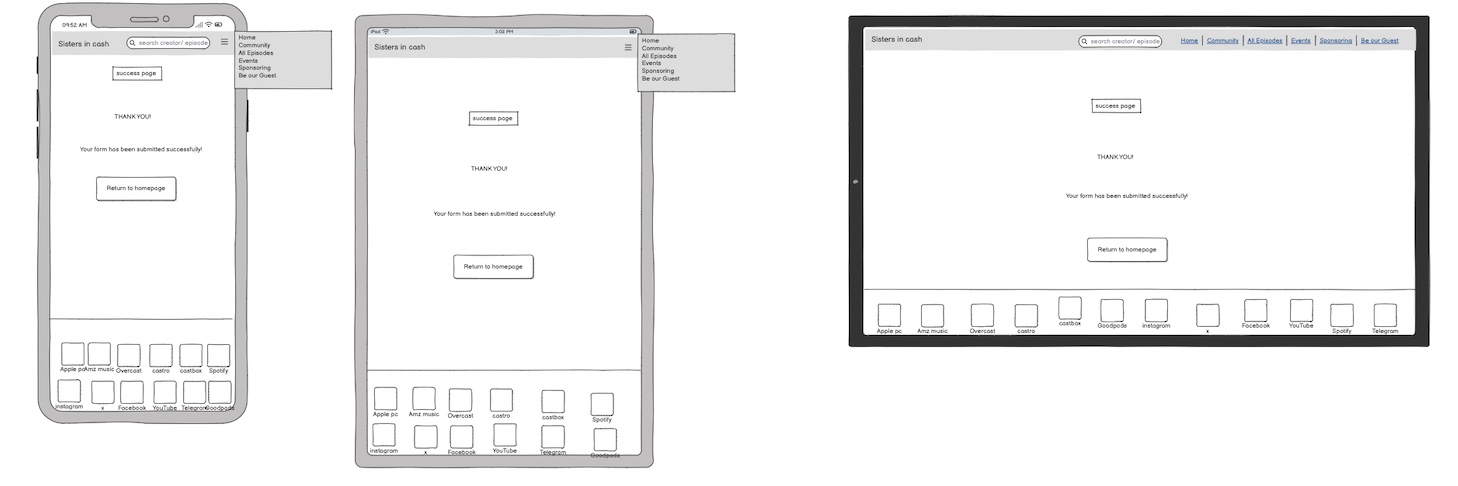 09:52 AM
Sisters in cash
search creator/ episode
Home
Community
All Episodes
Events
Sponsoring
Be our Guest
success page
THANK YOU!
Your form has been submitted successfully!
Return to homepage
Apple pc Amz music Overcast castro castbox Spotify
instagram x Facebook YouTube Telegram Goodpods
iPad 3:02 PM
Sisters in cash
Home
Community
All Episodes
Events
Sponsoring
Be our Guest
success page
THANK YOU!
Your form has been submitted successfully!
Return to homepage
Apple pc Amz music Overcast castro castbox Spotify
instagram x Facebook YouTube Telegram Goodpods
Sisters in cash search creator/ episode Home Community All Episodes Events Sponsoring Be our Guest
success page
THANK YOU!
Your form has been submitted successfully!
Return to homepage
Apple pc Amz music Overcast castro castbox Goodpods instagram x Facebook YouTube Spotify Telegram